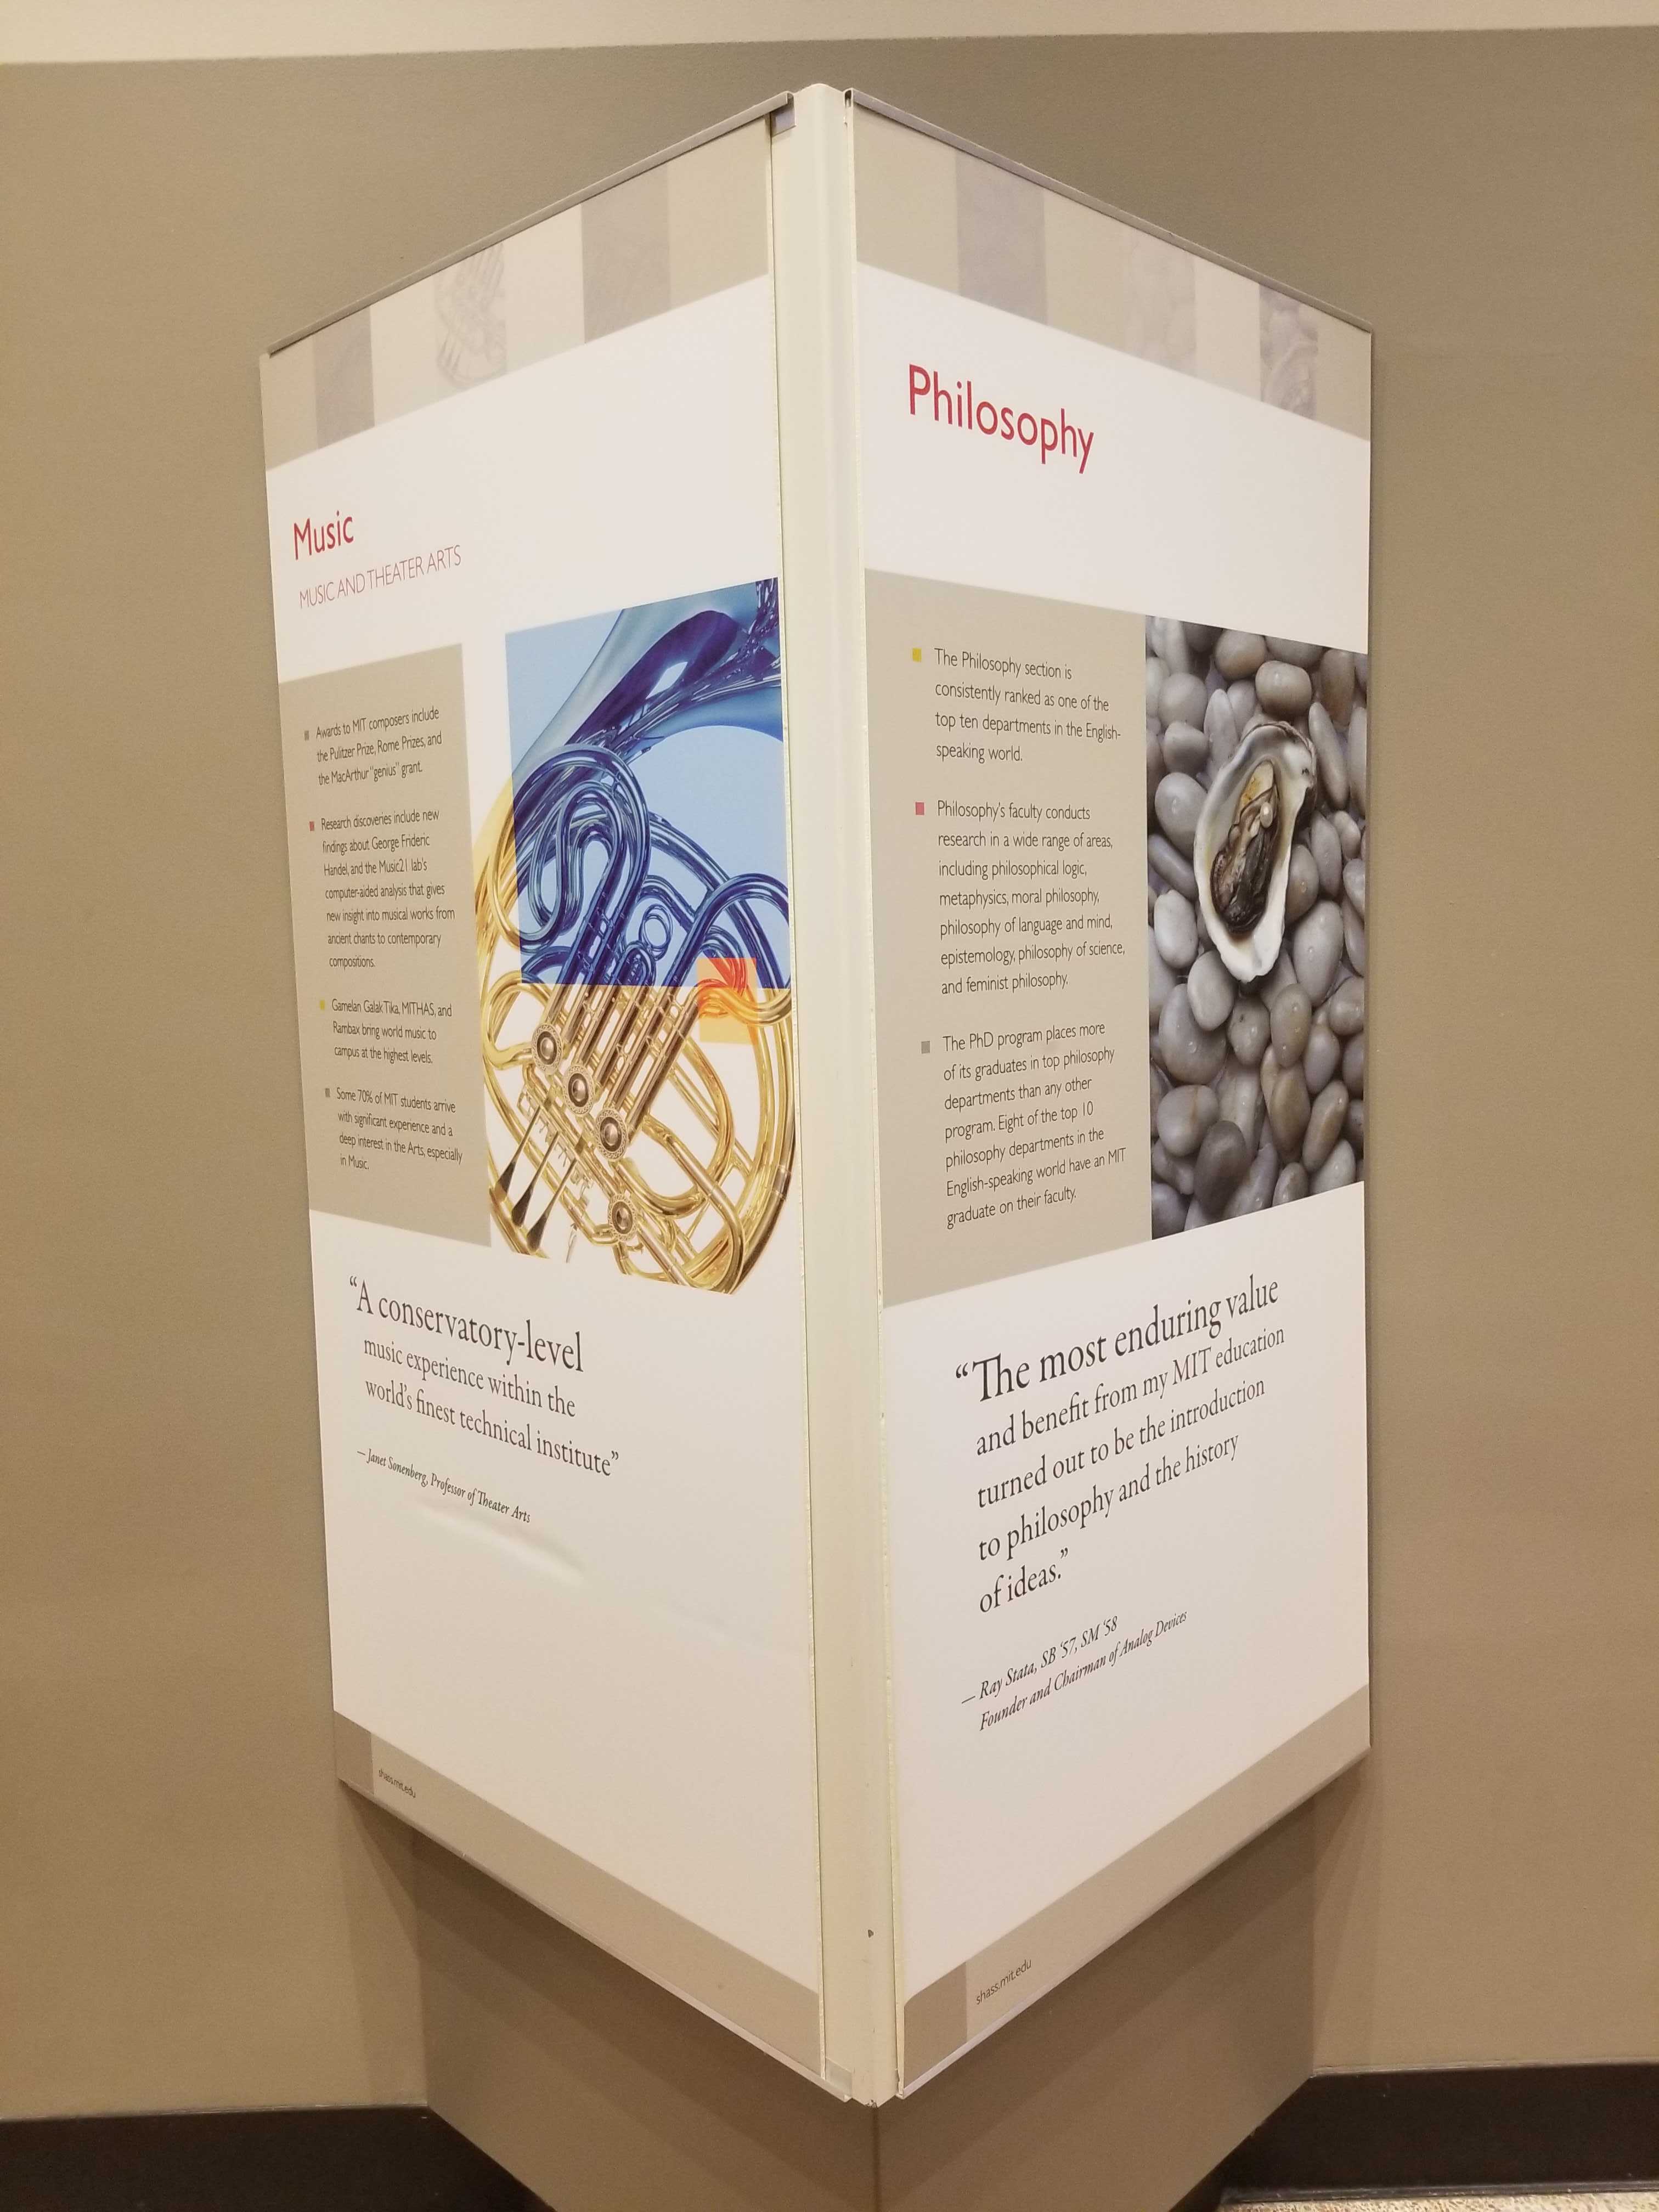 Music
MUSIC AND THEATER ARTS
Awards to MIT composers include
the Pulitzer Prize, Rome Prizes, and
the MacArthur "genius" grant.
Research discoveries include new
findings about George Frideric
Handel, and the Music21 lab's
computer-aided analysis that gives
new insight into musical works from
ancient chants to contemporary
compositions.
Gamelan Galak Tika, MITHAS, and
Rambax bring world music to
campus at the highest levels.
Some 70% of MIT students arrive
with significant experience and a
deep interest in the Arts, especially
in Music.
“A conservatory-level
music experience within the
world's finest technical institute”
— Janet Sonenberg, Professor of Theater Arts
shass.mit.edu
Philosophy
The Philosophy section is
consistently ranked as one of the
top ten departments in the English-
speaking world.
Philosophy's faculty conducts
research in a wide range of areas,
including philosophical logic,
metaphysics, moral philosophy,
philosophy of language and mind,
epistemology, philosophy of science,
and feminist philosophy.
The PhD program places more
of its graduates in top philosophy
departments than any other
program. Eight of the top 10
philosophy departments in the
English-speaking world have an MIT
graduate on their faculty.
“The most enduring value
and benefit from my MIT education
turned out to be the introduction
to philosophy and the history
of ideas.”
— Ray Stata, SB '57, SM '58
Founder and Chairman of Analog Devices
shass.mit.edu